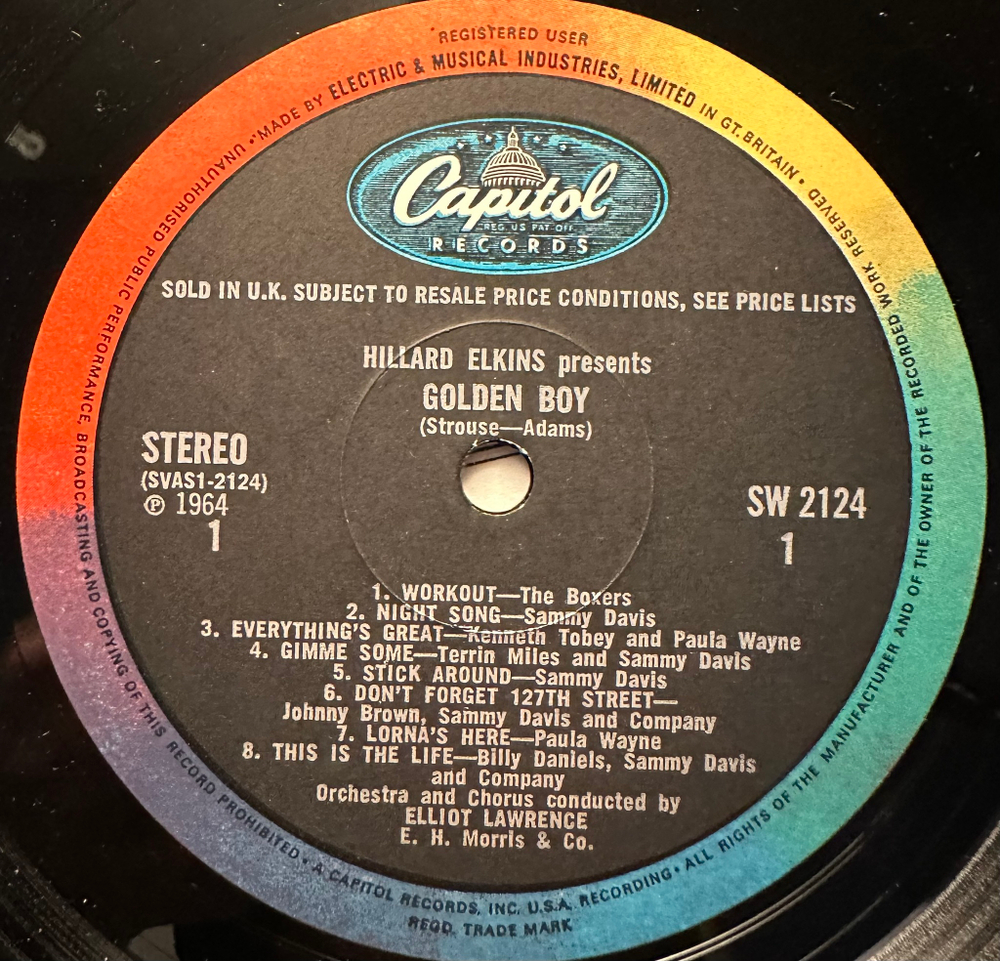 *REGISTERED USER
*MADE BY ELECTRIC & MUSICAL INDUSTRIES, LIMITED IN GT. BRITAIN • WORK RESERVED
Capitol
REG. US PAT. OFF.
RECORDS
SOLD IN U.K. SUBJECT TO RESALE PRICE CONDITIONS, SEE PRICE LISTS
HILLARD ELKINS presents
GOLDEN BOY
(Strouse—Adams)
STEREO
(SVAS1-2124)
Ⓟ 1964
1
SW 2124
1
1. WORKOUT—The Boxers
2. NIGHT SONG—Sammy Davis
3. EVERYTHING'S GREAT—Kenneth Tobey and Paula Wayne
4. GIMME SOME—Terrin Miles and Sammy Davis
5. STICK AROUND—Sammy Davis
6. DON'T FORGET 127TH STREET—
Johnny Brown, Sammy Davis and Company
7. LORNA'S HERE—Paula Wayne
8. THIS IS THE LIFE—Billy Daniels, Sammy Davis
and Company
Orchestra and Chorus conducted by
ELLIOT LAWRENCE
E. H. Morris & Co.
UNAUTHORISED PUBLIC PERFORMANCE, BROADCASTING AND COPYING OF THIS RECORD PROHIBITED •
A CAPITOL RECORDS, INC. U.S.A. RECORDING •
ALL RIGHTS OF THE MANUFACTURER AND OF THE OWNER OF THE RECORDED
REGD. TRADE MARK